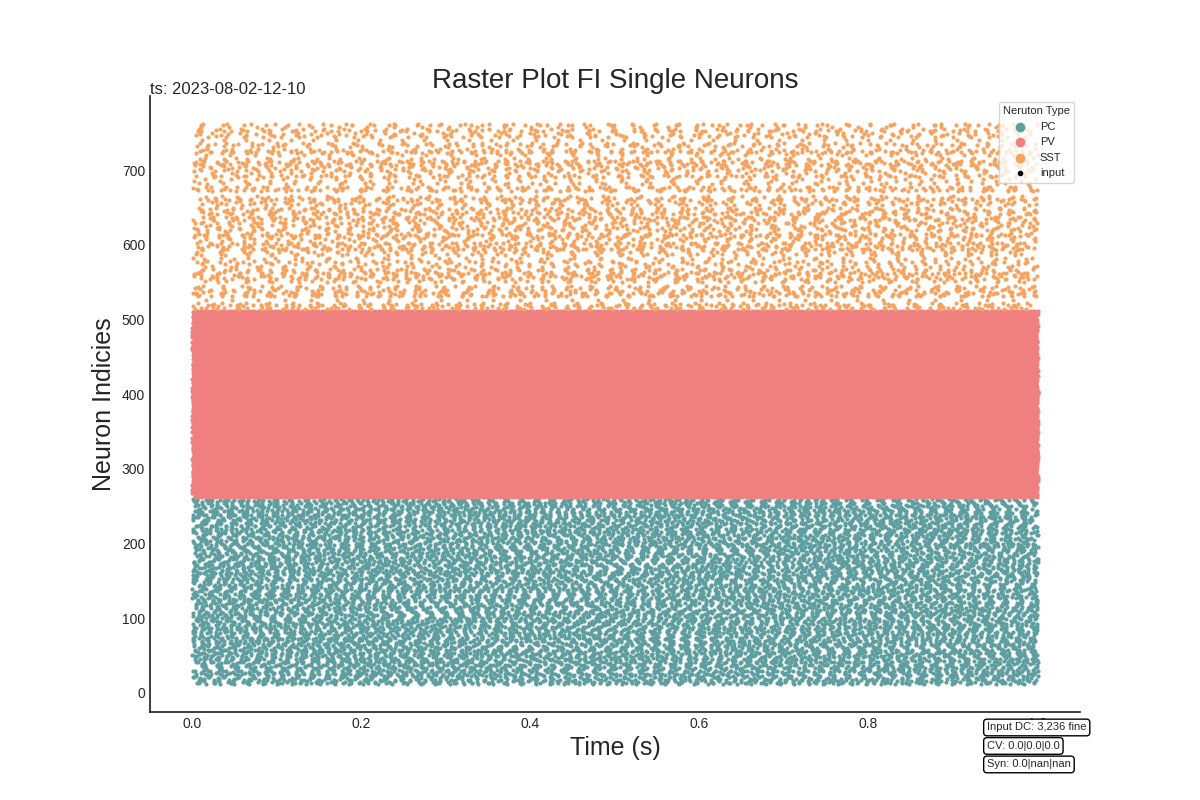 Raster Plot FI Single Neurons
ts: 2023-08-02-12-10
Neruton Type
PC
PV
SST
input
Neuron Indicies
700
600
500
400
300
200
100
0
0.0 0.2 0.4 0.6 0.8
Time (s)
Input DC: 3,236 fine
CV: 0.0|0.0|0.0
Syn: 0.0|nan|nan